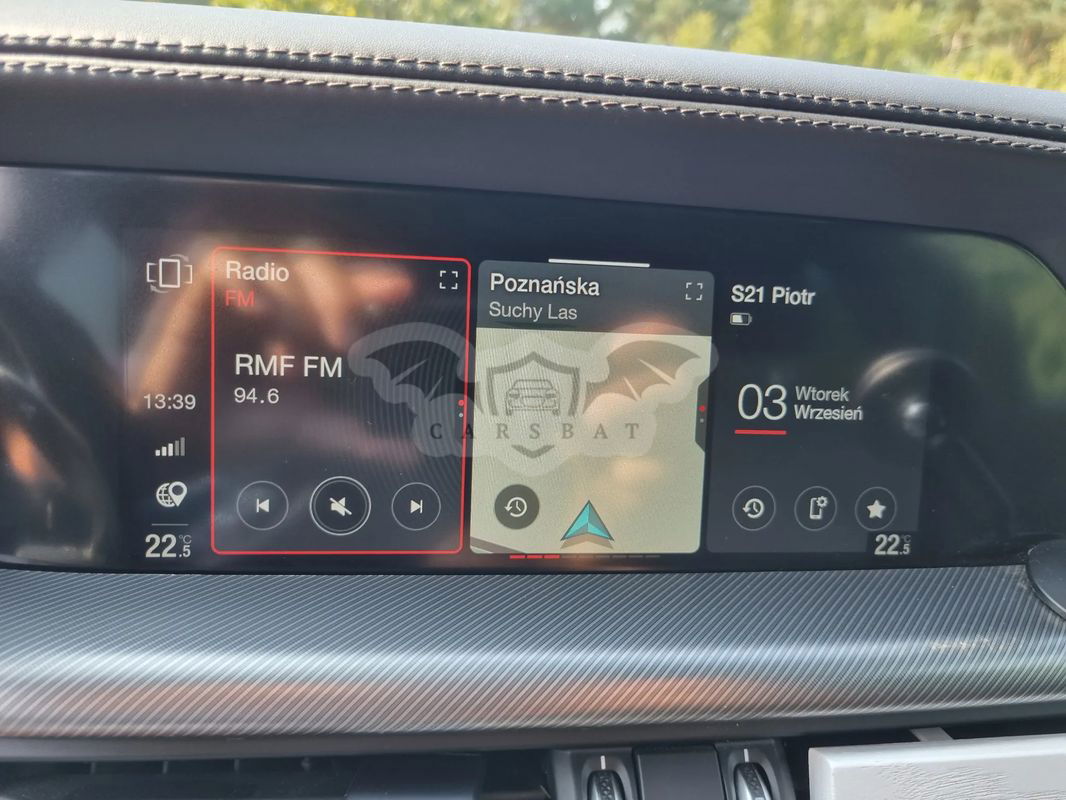 Radio
FM
RMF FM
94.6
13:39
22.5°C
Poznańska
Suchy Las
S21 Piotr
03
Wtorek
Wrzesień
22.5°C
CARSBAT